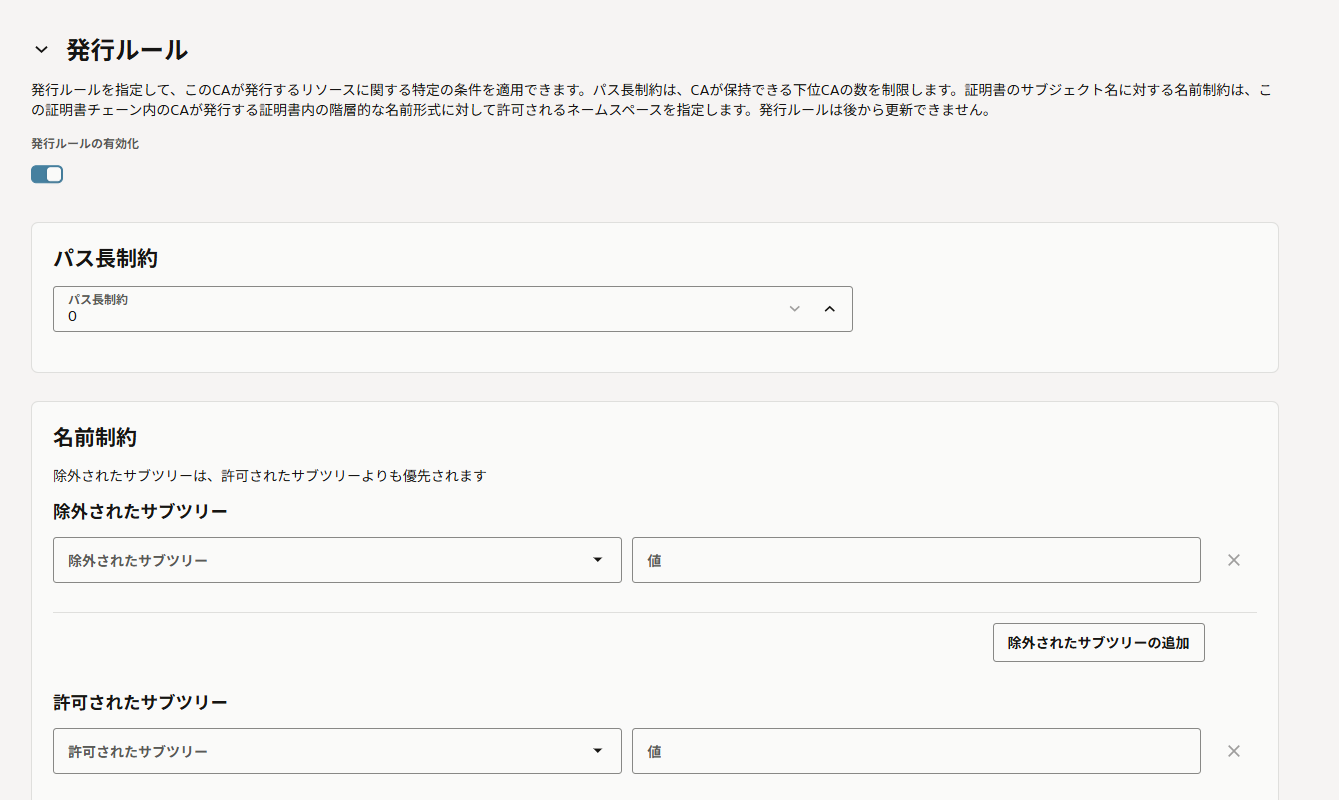 発行ルール
発行ルールを指定して、このCAが発行するリソースに関する特定の条件を適用できます。パス長制約は、CAが保持できる下位CAの数を制限します。証明書のサブジェクト名に対する名前制約は、こ
の証明書チェーン内のCAが発行する証明書内の階層的な名前形式に対して許可されるネームスペースを指定します。発行ルールは後から更新できません。
発行ルールの有効化
パス長制約
パス長制約
0
名前制約
除外されたサブツリーは、許可されたサブツリーよりも優先されます
除外されたサブツリー
除外されたサブツリー
値
除外されたサブツリーの追加
許可されたサブツリー
許可されたサブツリー
値